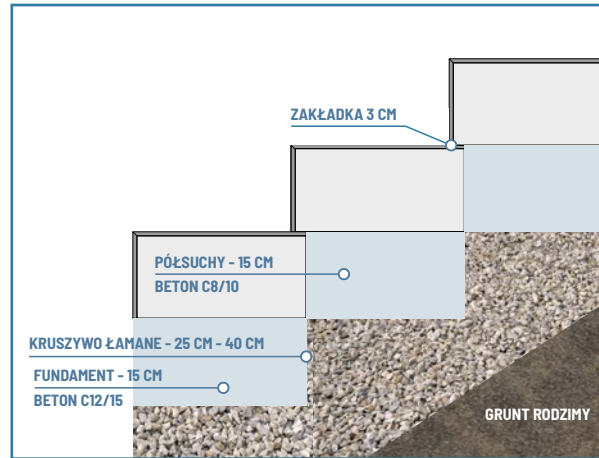 ZAKŁADKA 3 CM
PÓŁSUCHY - 15 CM
BETON C8/10
KRUSZYWO ŁAMANE - 25 CM - 40 CM
FUNDAMENT - 15 CM
BETON C12/15
GRUNT RODZIMY